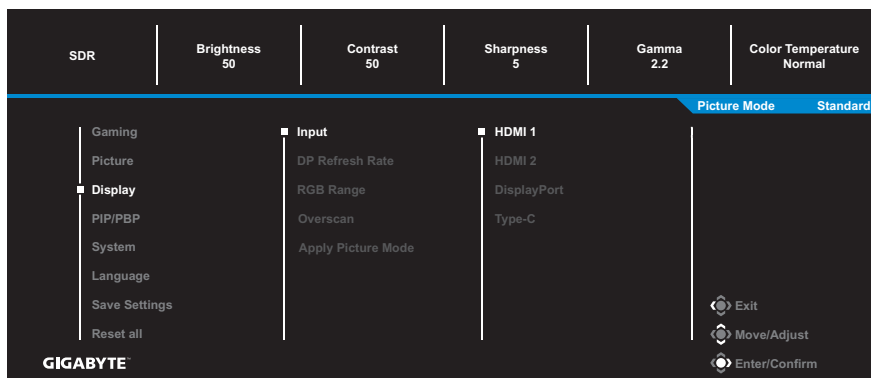 SDR Brightness 50 Contrast 50 Sharpness 5 Gamma 2.2 Color Temperature Normal
Picture Mode Standard
Gaming
Picture
Display
PIP/PBP
System
Language
Save Settings
Reset all
Input
DP Refresh Rate
RGB Range
Overscan
Apply Picture Mode
HDMI 1
HDMI 2
DisplayPort
Type-C
Exit
Move/Adjust
Enter/Confirm
GIGABYTE™